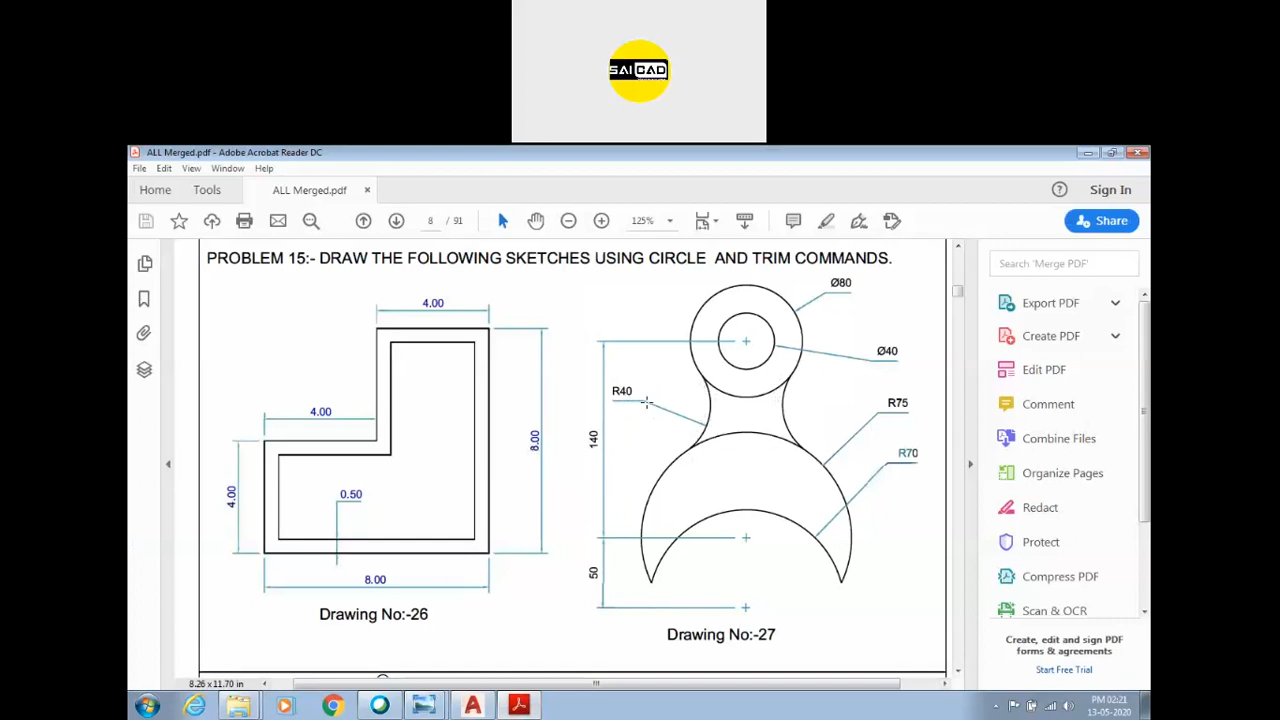 SAI CAD
ALL Merged.pdf - Adobe Acrobat Reader DC
File Edit View Window Help
Home Tools ALL Merged.pdf × ? Sign In
8 / 91 125% Share
PROBLEM 15:- DRAW THE FOLLOWING SKETCHES USING CIRCLE AND TRIM COMMANDS.
4.00
4.00
4.00
8.00
0.50
8.00
Drawing No:-26
Ø80
Ø40
R40
R75
R70
140
50
Drawing No:-27
8.26 x 11.70 in
Search 'Merge PDF'
Export PDF
Create PDF
Edit PDF
Comment
Combine Files
Organize Pages
Redact
Protect
Compress PDF
Scan & OCR
Create, edit and sign PDF
forms & agreements
Start Free Trial
PM 02:21
13-05-2020